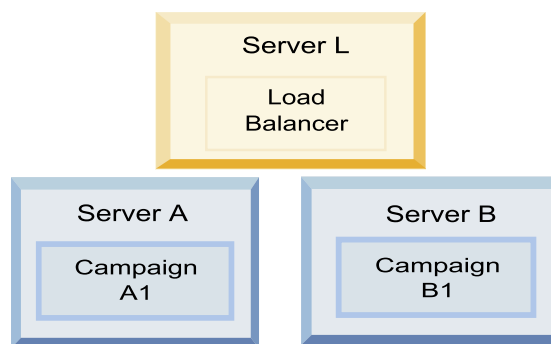 Server L
Load
Balancer
Server A
Campaign
A1
Server B
Campaign
B1